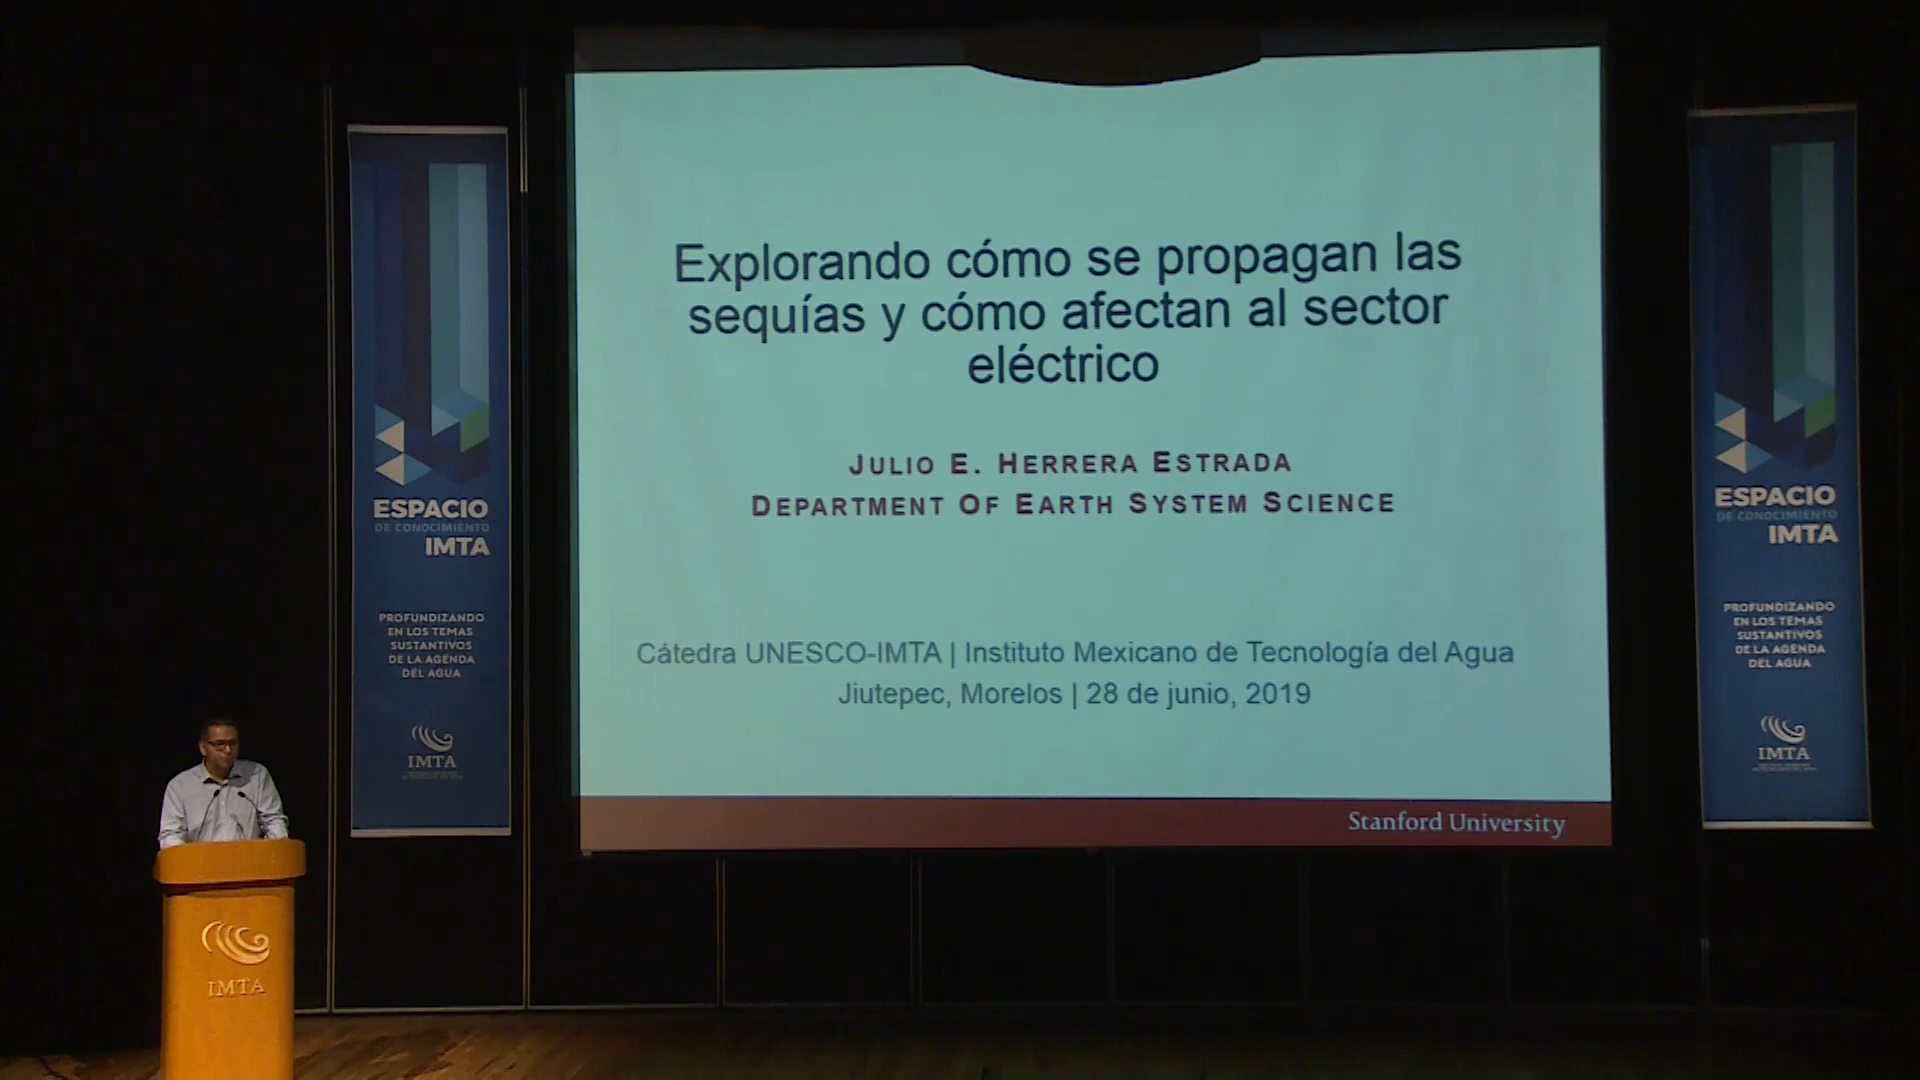 Explorando cómo se propagan las
sequías y cómo afectan al sector
eléctrico
JULIO E. HERRERA ESTRADA
DEPARTMENT OF EARTH SYSTEM SCIENCE
Cátedra UNESCO-IMTA | Instituto Mexicano de Tecnología del Agua
Jiutepec, Morelos | 28 de junio, 2019
Stanford University
ESPACIO
DE CONOCIMIENTO
IMTA
PROFUNDIZANDO
EN LOS TEMAS
SUSTANTIVOS
DE LA AGENDA
DEL AGUA
IMTA
ESPACIO
DE CONOCIMIENTO
IMTA
PROFUNDIZANDO
EN LOS TEMAS
SUSTANTIVOS
DE LA AGENDA
DEL AGUA
IMTA
IMTA